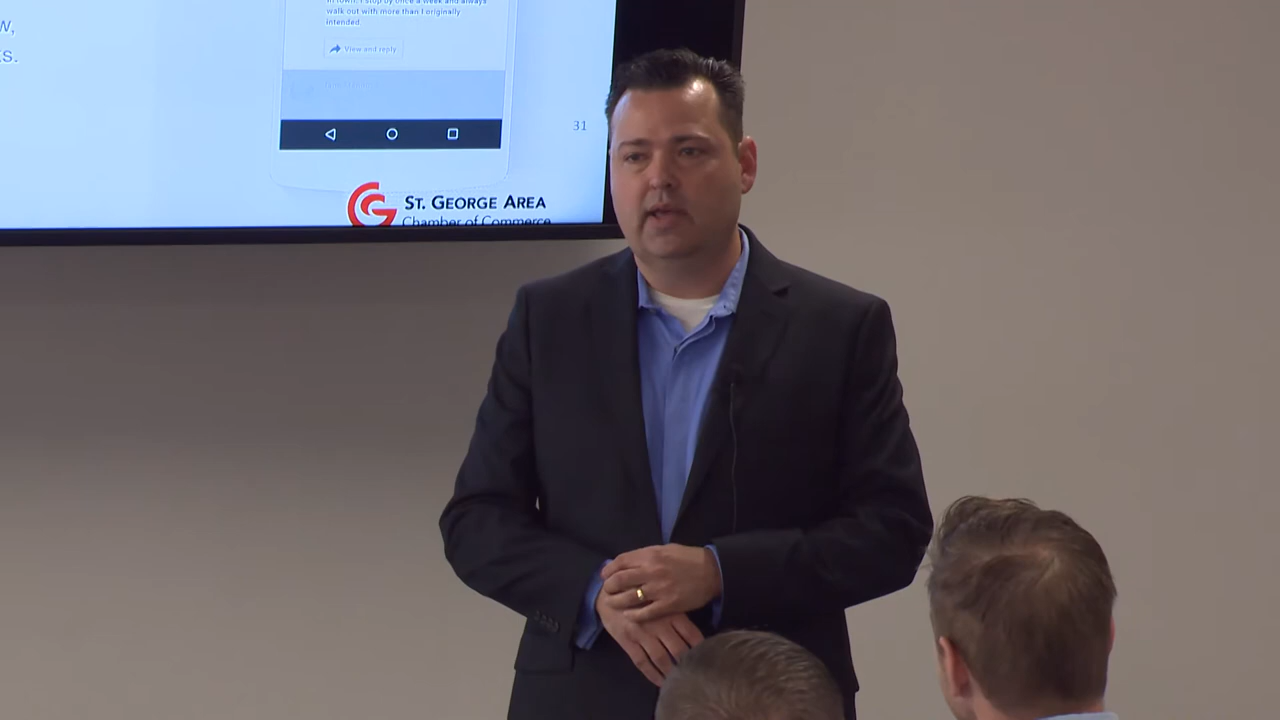 w,
ks.
in town. I stop by once a week and always
walk out with more than I originally
intended.
View and reply
31
ST. GEORGE AREA
Chamber of Commerce